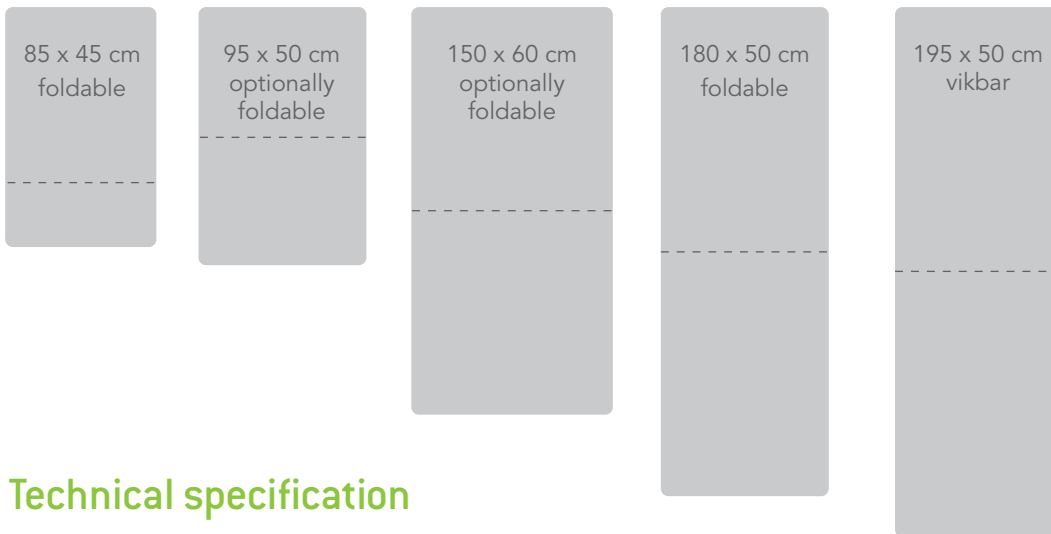 85 x 45 cm
foldable
95 x 50 cm
optionally
foldable
150 x 60 cm
optionally
foldable
180 x 50 cm
foldable
195 x 50 cm
vikbar
Technical specification